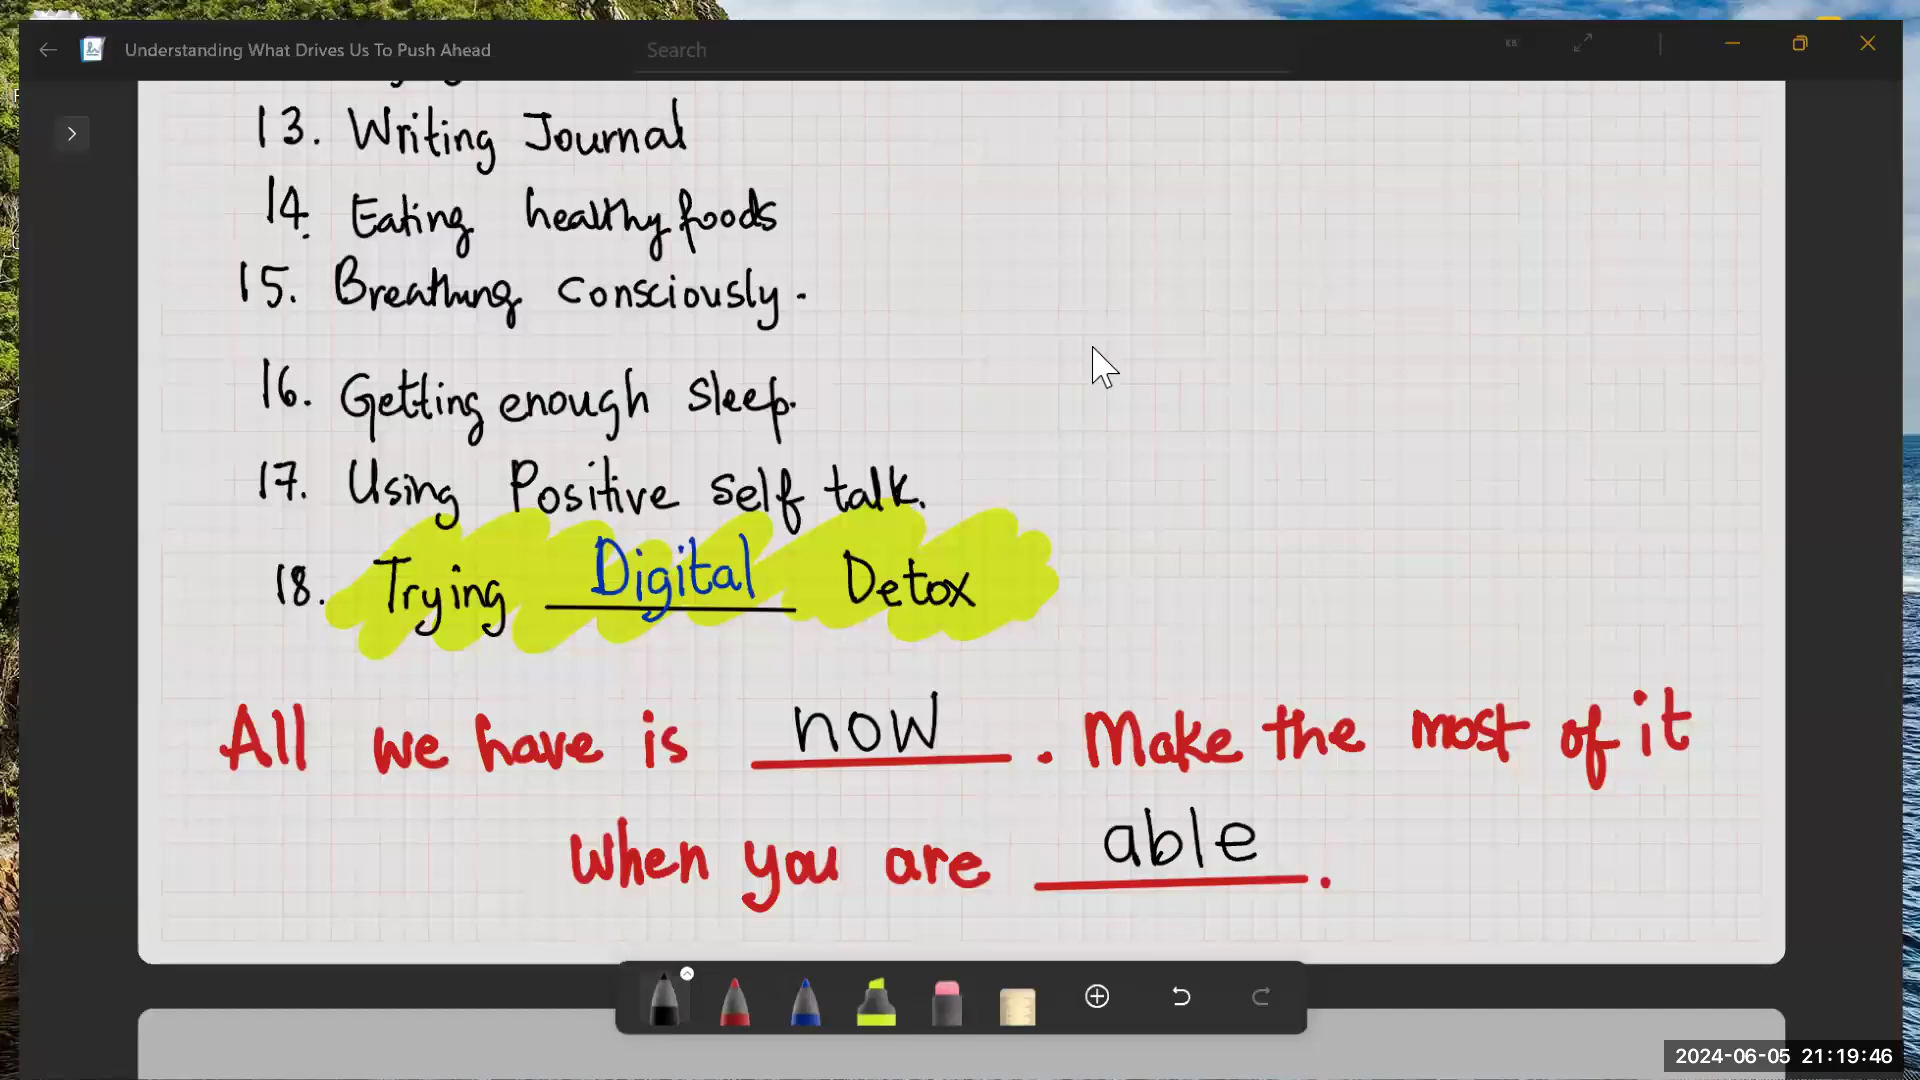 Understanding What Drives Us To Push Ahead
Search
13. Writing Journal
14. Eating healthy foods
15. Breathing consciously.
16. Getting enough sleep.
17. Using Positive self talk.
18. Trying Digital Detox
All we have is now. Make the most of it
when you are able.
2024-06-05 21:19:46